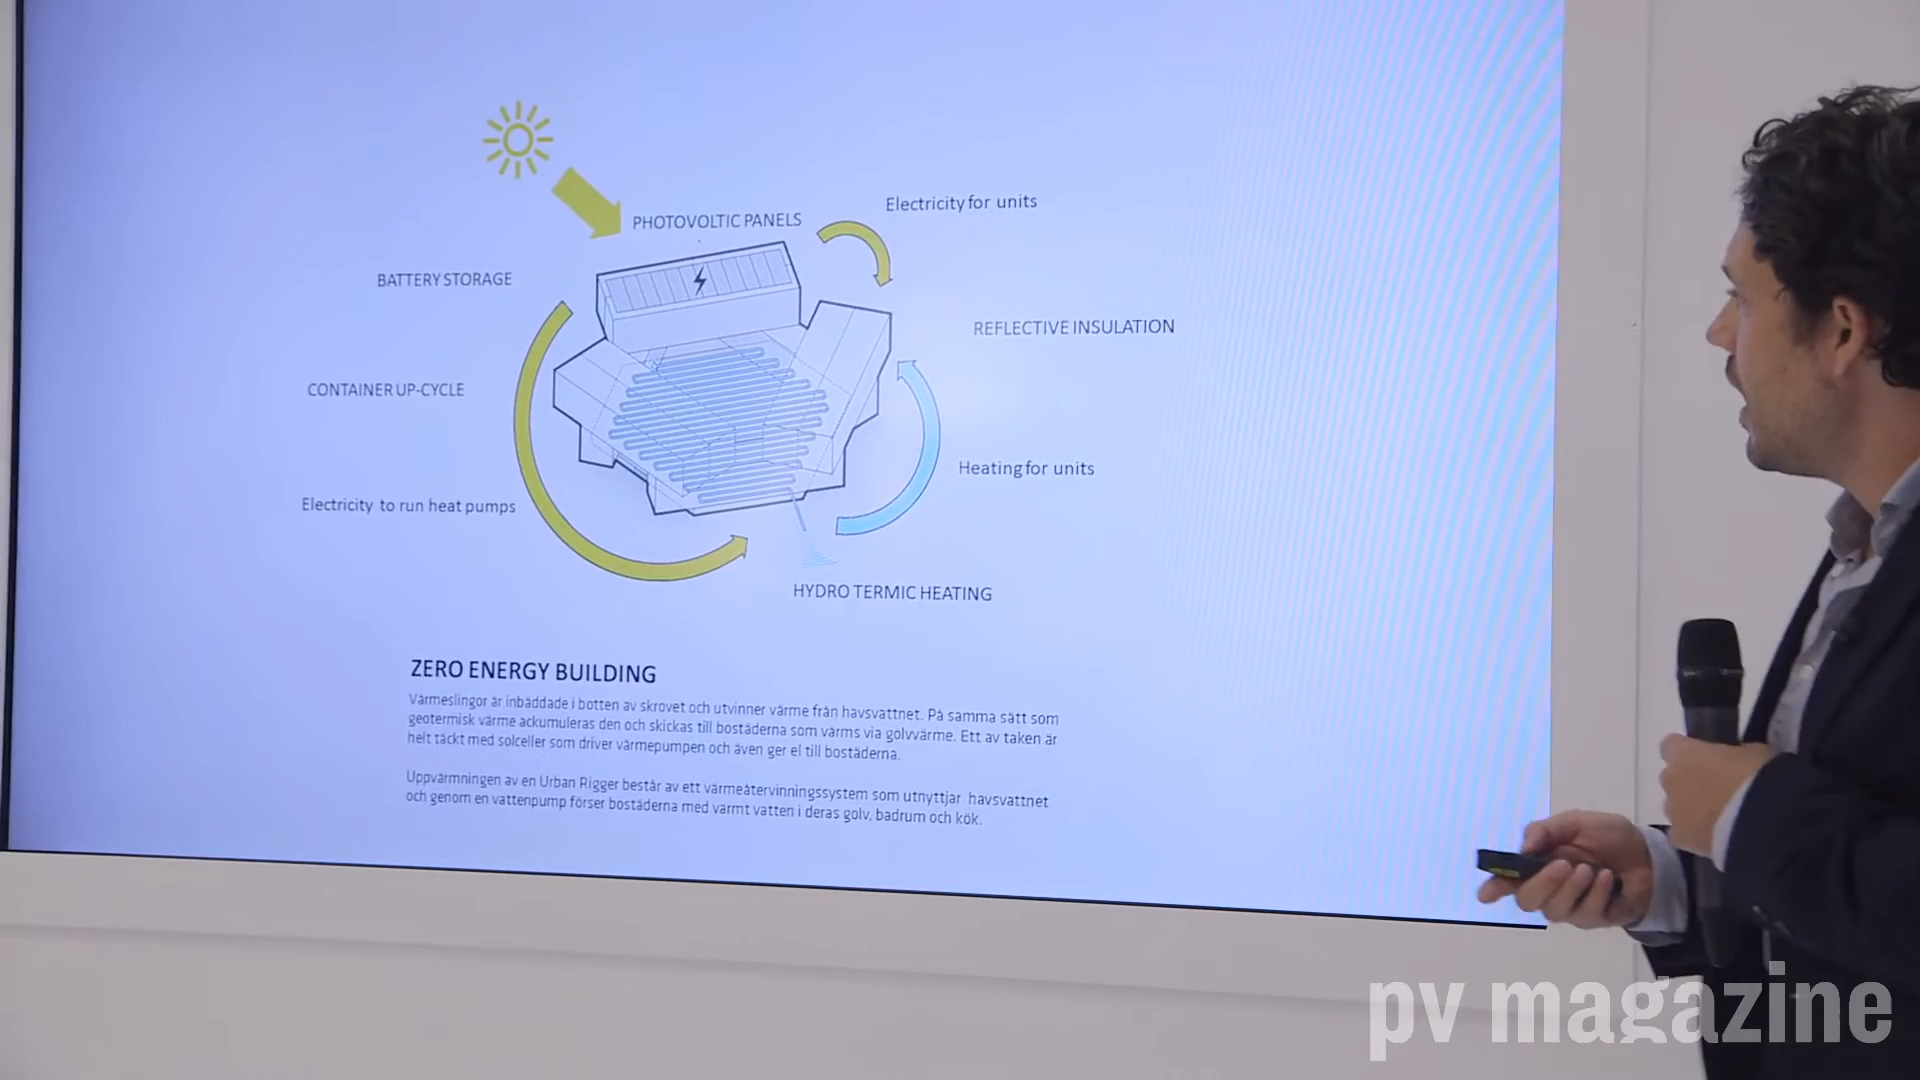 Electricity for units
PHOTOVOLTIC PANELS
BATTERY STORAGE
REFLECTIVE INSULATION
CONTAINER UP-CYCLE
Heating for units
Electricity to run heat pumps
HYDRO TERMIC HEATING
ZERO ENERGY BUILDING
Värmeslingor är inbäddade i botten av skrovet och utvinner värme från havsvattnet. På samma sätt som
geotermisk värme ackumuleras den och skickas till bostäderna som värms via golvvärme. Ett av taken är
helt täckt med solceller som driver värmepumpen och även ger el till bostäderna.
Uppvärmningen av en Urban Rigger består av ett värmeåtervinningssystem som utnyttjar havsvattnet
och genom en vattenpump förser bostäderna med varmt vatten i deras golv, badrum och kök.
pv magazine